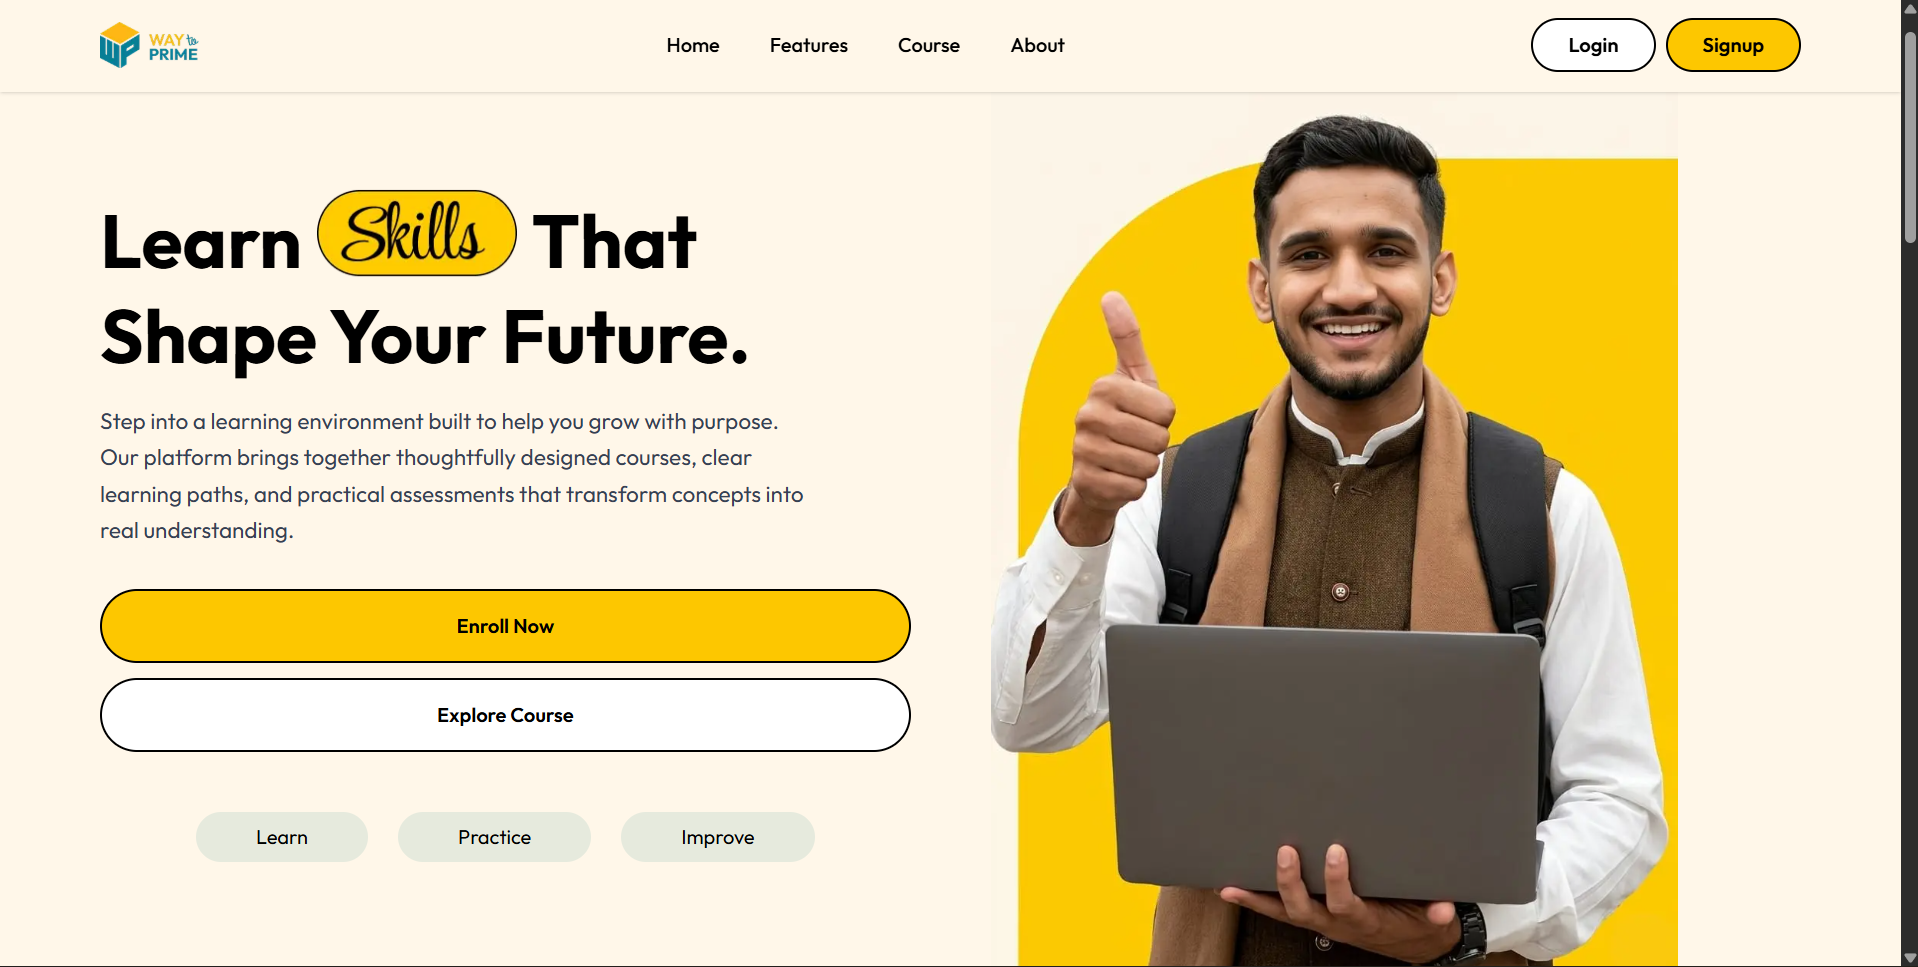 WAY to
PRIME
Home Features Course About
Login Signup
Learn Skills That
Shape Your Future.
Step into a learning environment built to help you grow with purpose.
Our platform brings together thoughtfully designed courses, clear
learning paths, and practical assessments that transform concepts into
real understanding.
Enroll Now
Explore Course
Learn Practice Improve